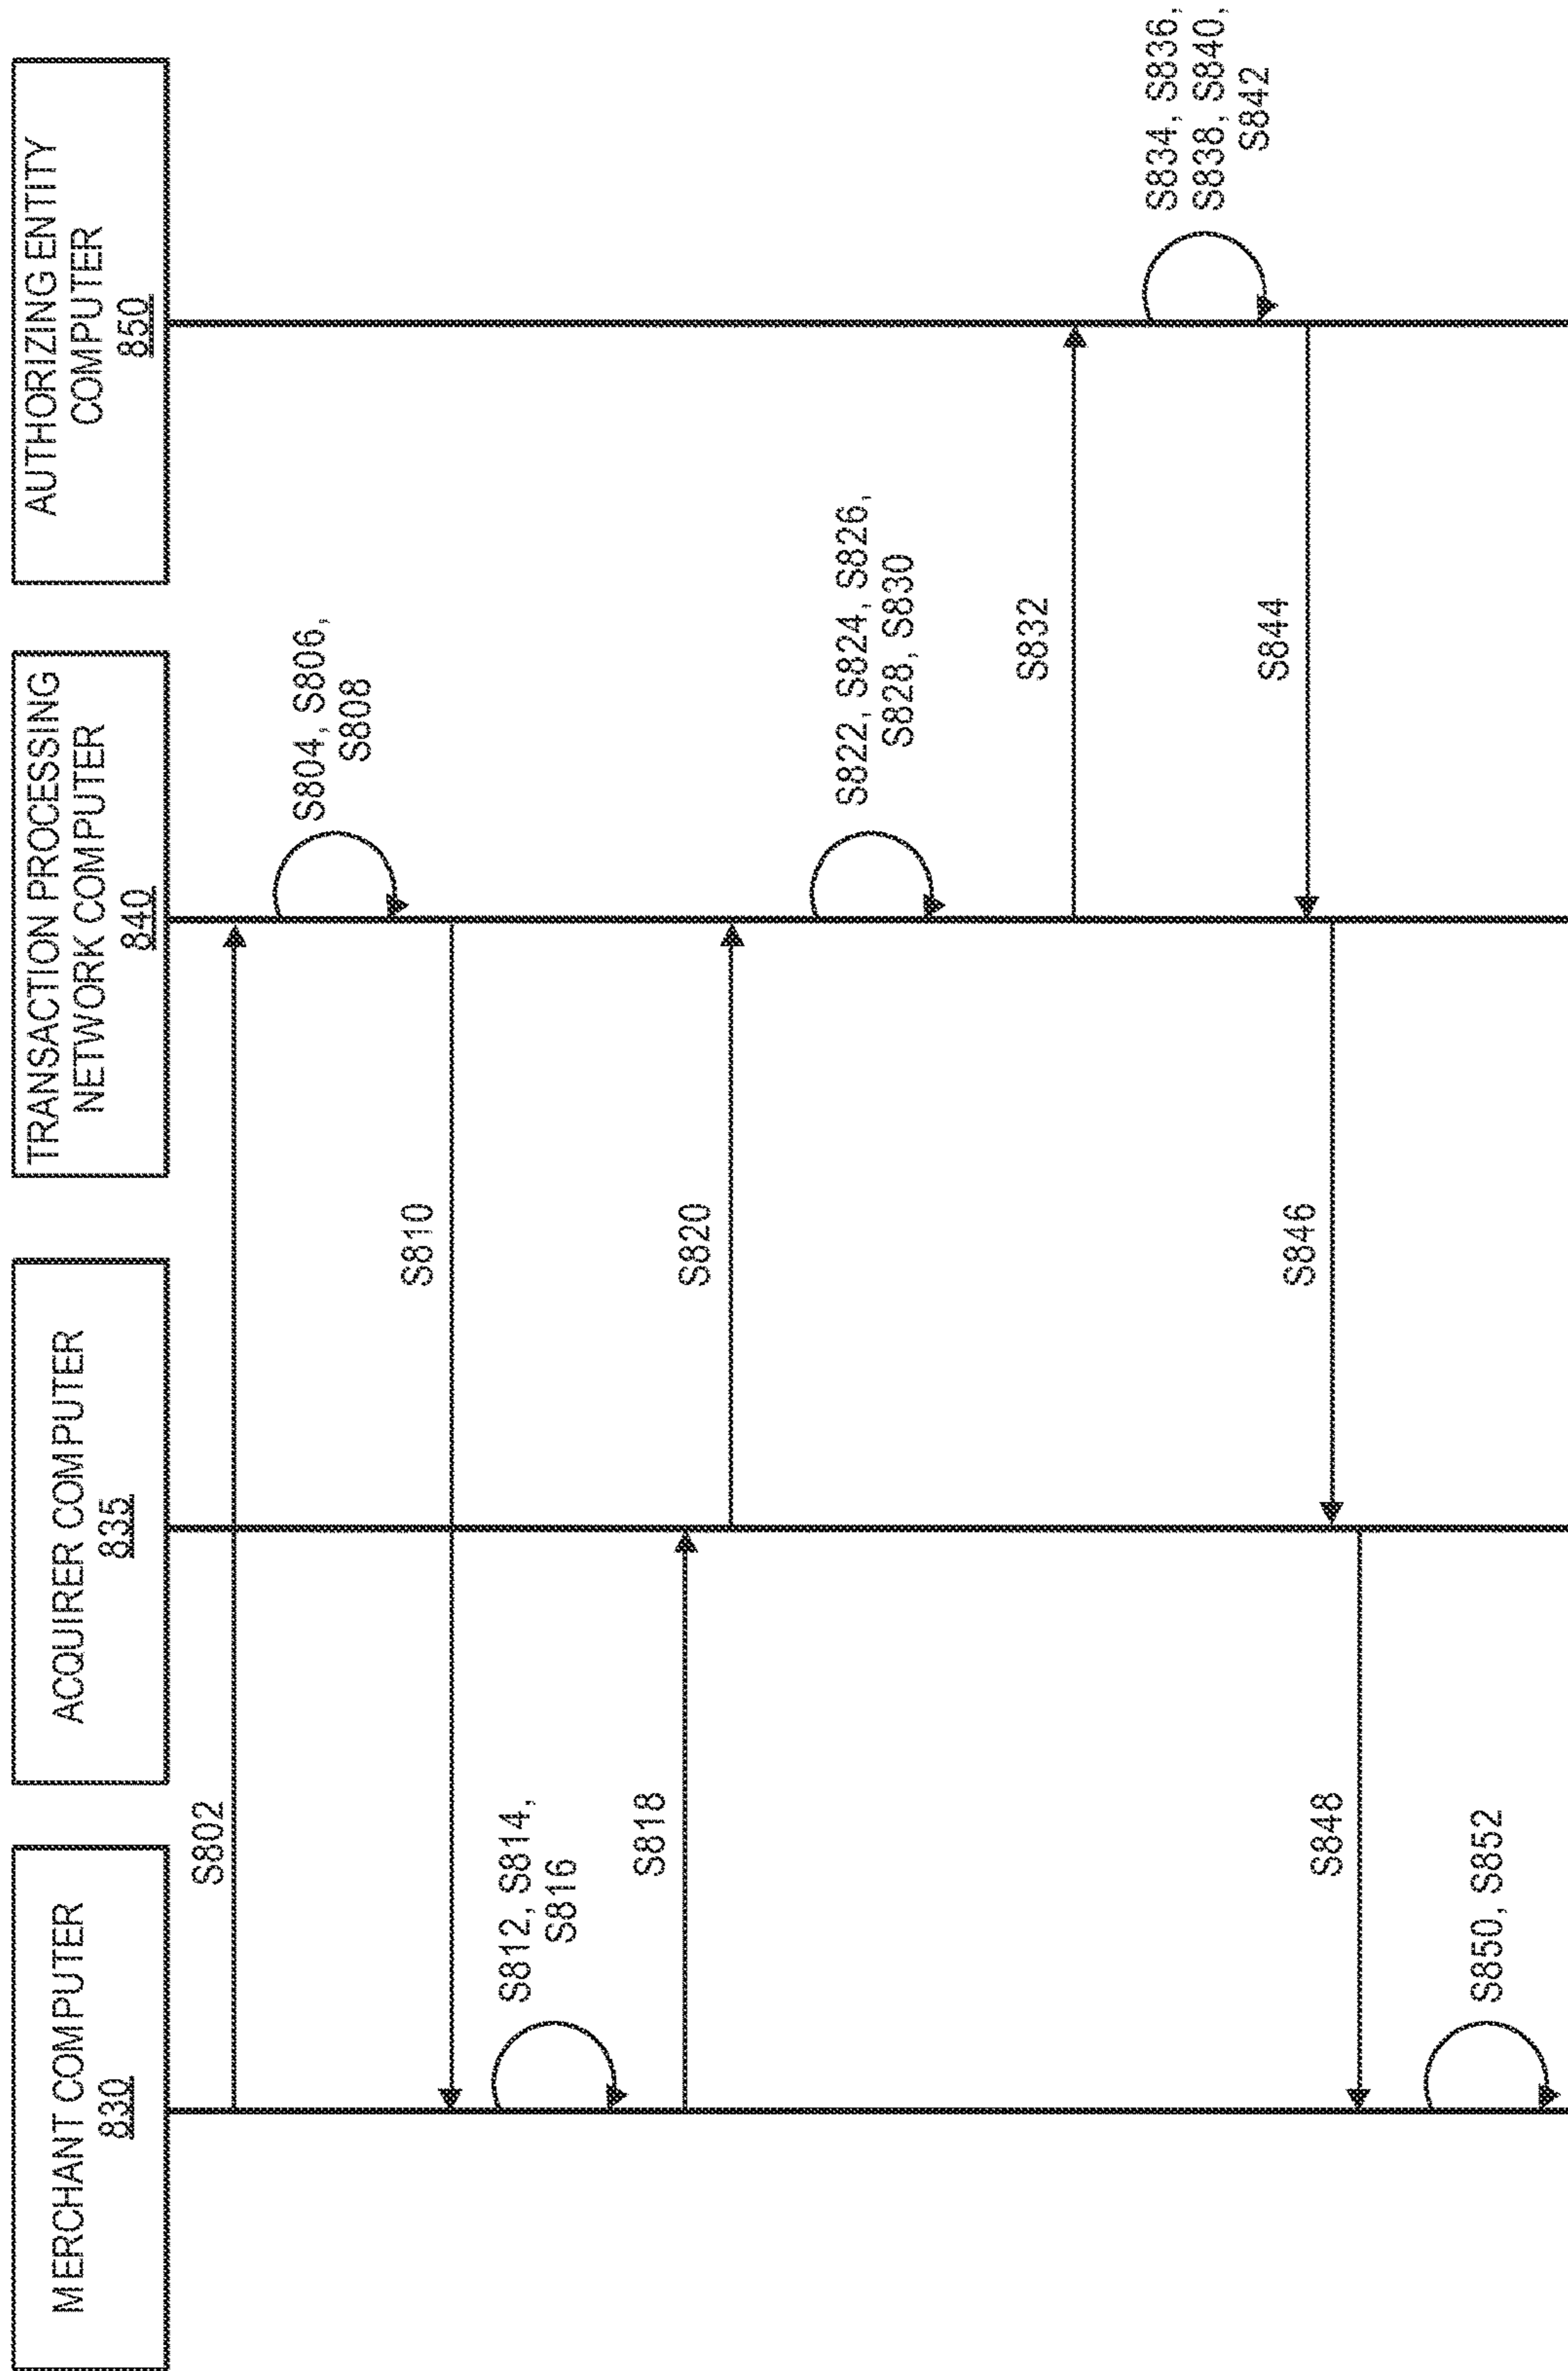 MERCHANT COMPUTER
830
ACQUIRER COMPUTER
835
TRANSACTION PROCESSING
NETWORK COMPUTER
840
AUTHORIZING ENTITY
COMPUTER
850
S802
S804, S806,
S808
S810
S812, S814,
S816
S818
S820
S822, S824, S826,
S828, S830
S832
S834, S836,
S838, S840,
S842
S844
S846
S848
S850, S852